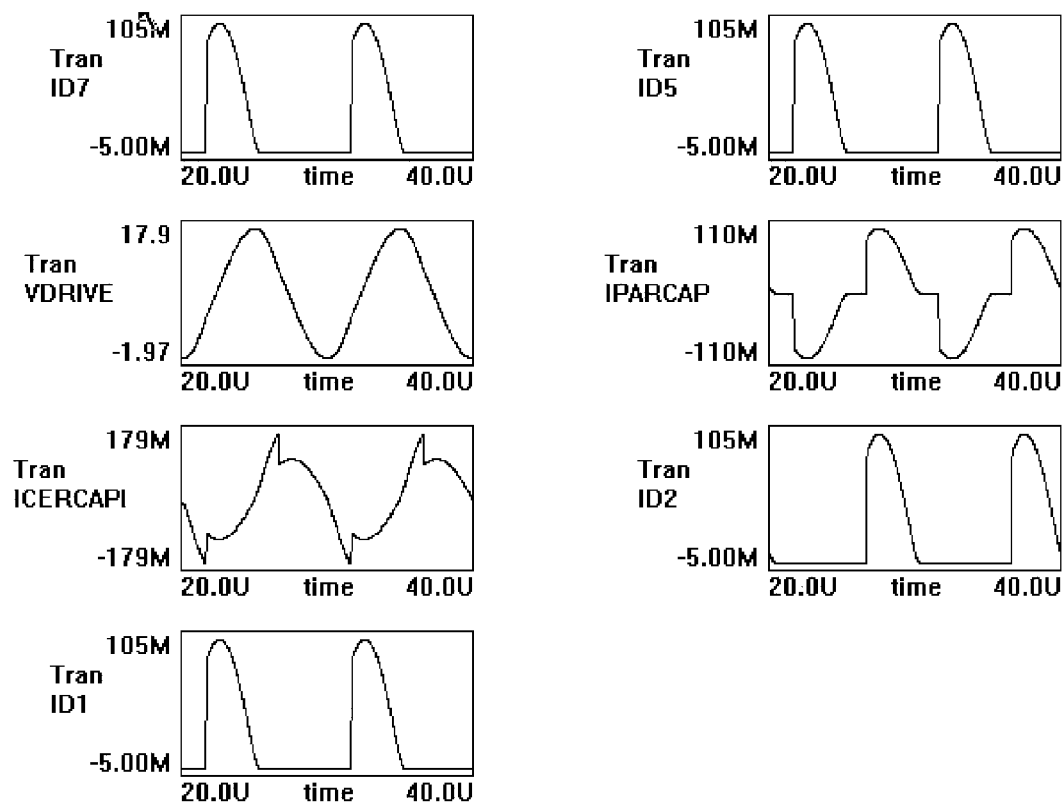 105M
Tran
ID7
-5.00M
20.0U time 40.0U
105M
Tran
ID5
-5.00M
20.0U time 40.0U
17.9
Tran
VDRIVE
-1.97
20.0U time 40.0U
110M
Tran
IPARCAP
-110M
20.0U time 40.0U
179M
Tran
ICERCAPI
-179M
20.0U time 40.0U
105M
Tran
ID2
-5.00M
20.0U time 40.0U
105M
Tran
ID1
-5.00M
20.0U time 40.0U